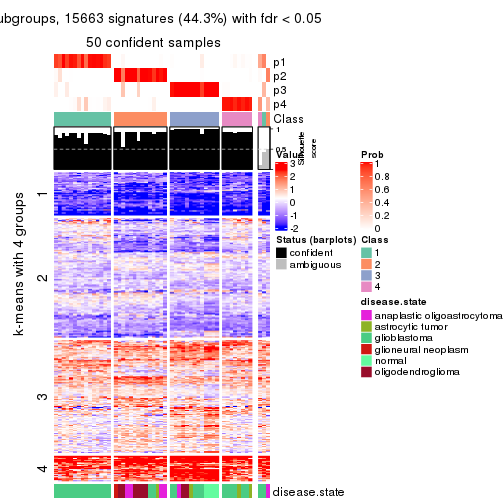 ubgroups, 15663 signatures (44.3%) with fdr < 0.05
50 confident samples
p1
p2
p3
p4
Class
1
0.5
Silhouette
score
k-means with 4 groups
1
2
3
4
Value
3
2
1
0
-1
-2
Status (barplots)
confident
ambiguous
Prob
1
0.8
0.6
0.4
0.2
0
Class
1
2
3
4
disease.state
anaplastic oligoastrocytoma
astrocytic tumor
glioblastoma
glioneural neoplasm
normal
oligodendroglioma
disease.state